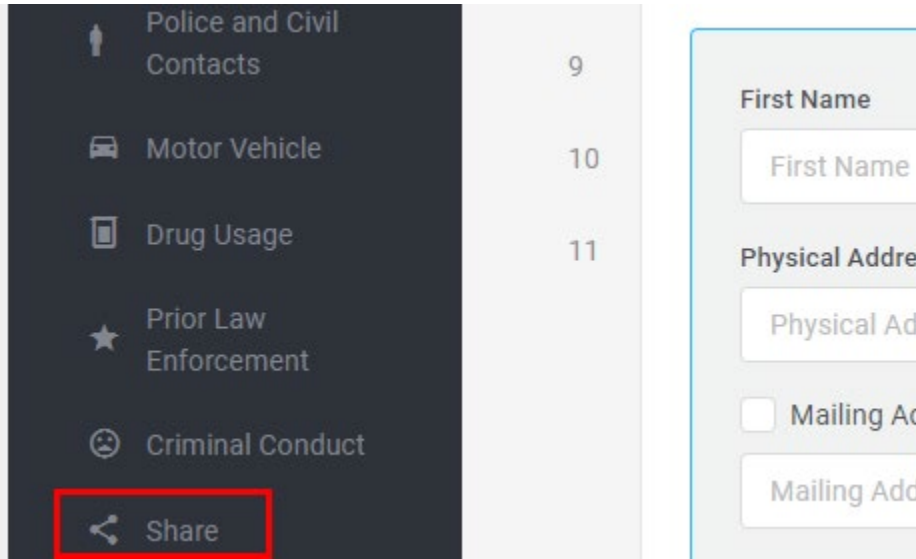 Police and Civil
Contacts
Motor Vehicle
Drug Usage
Prior Law
Enforcement
Criminal Conduct
Share
9
10
11
First Name
First Name
Physical Addre
Physical Ad
Mailing Ad
Mailing Add